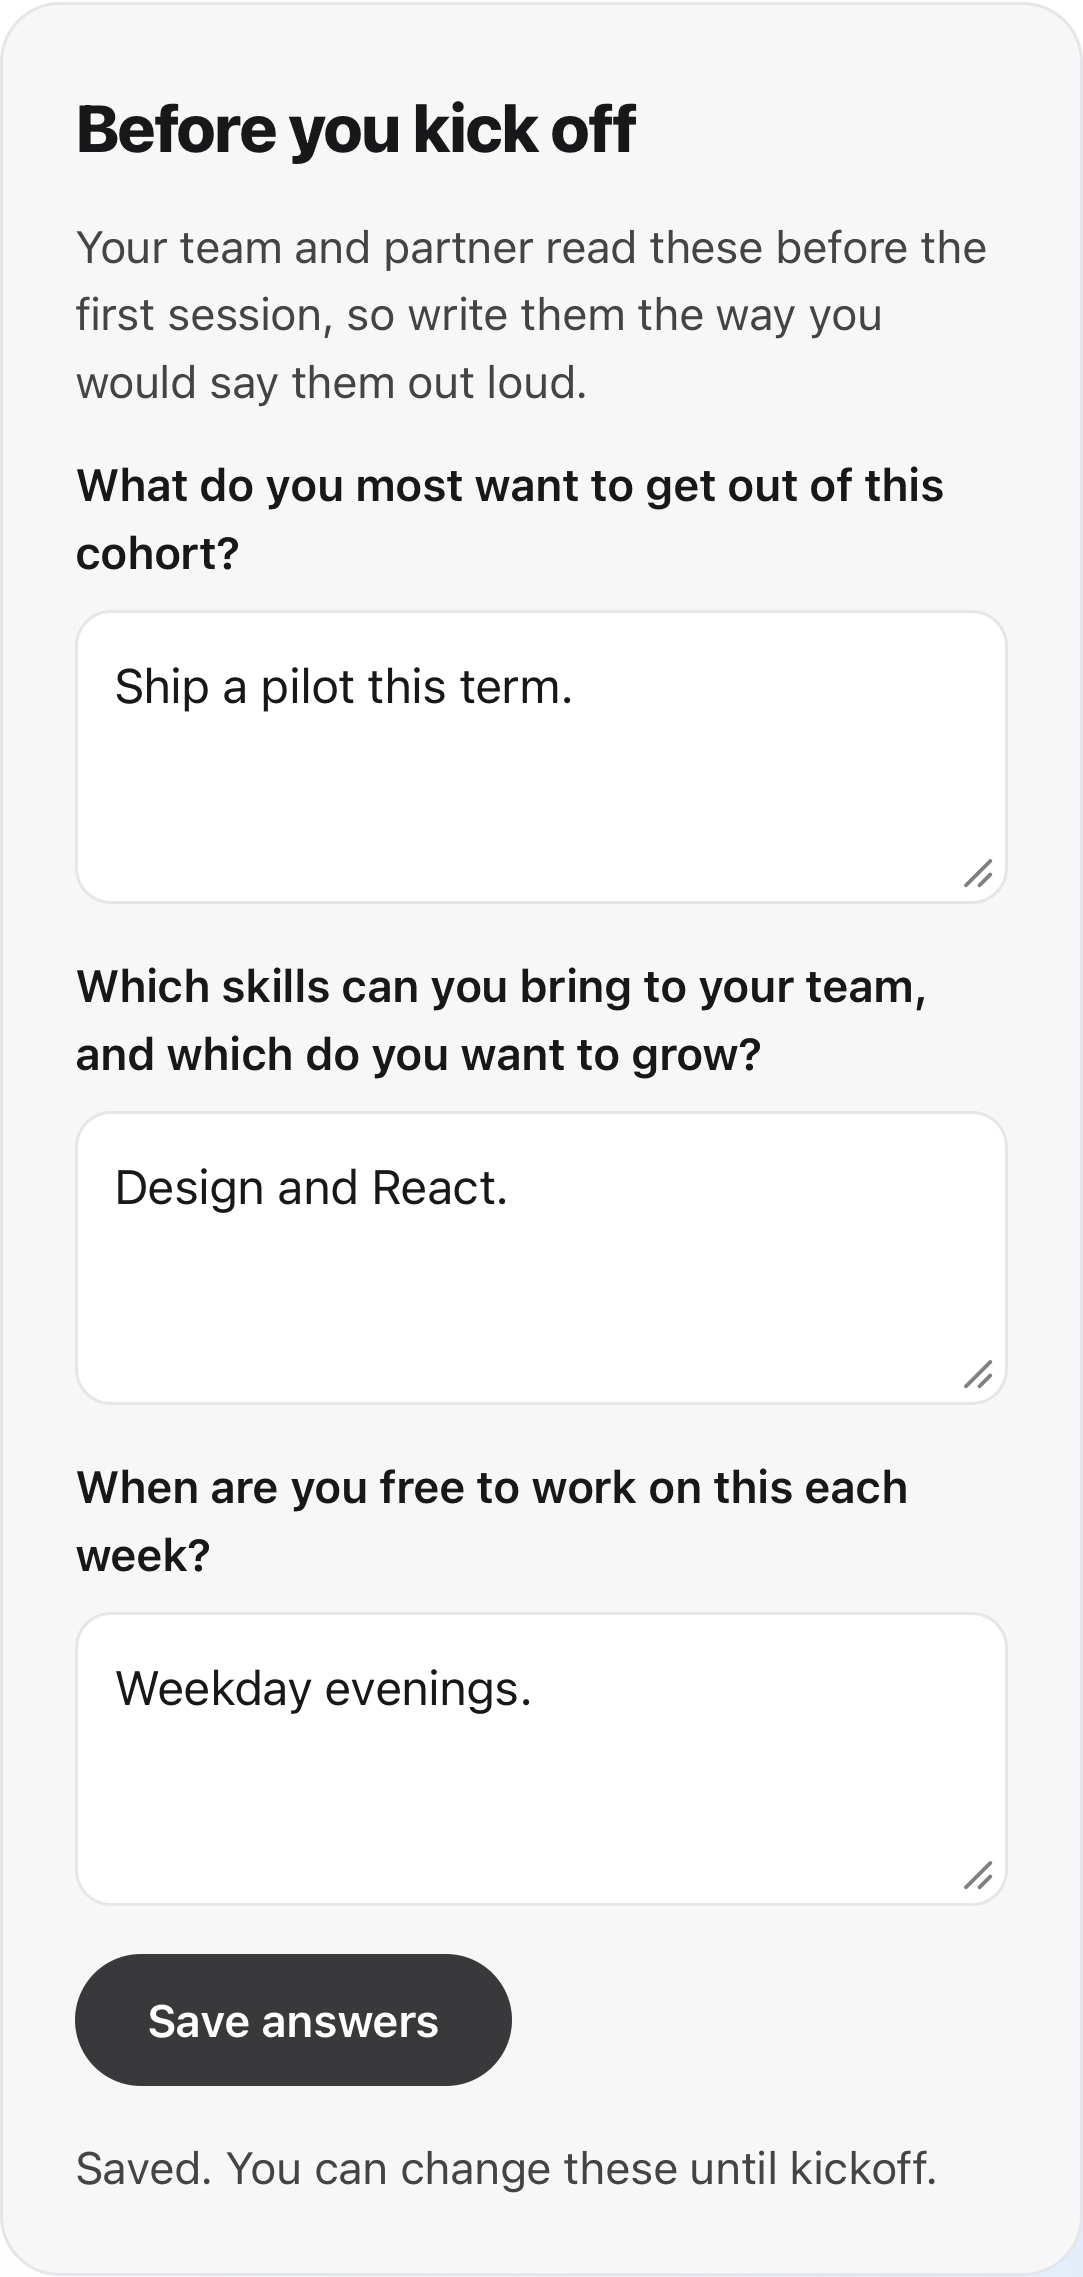 Before you kick off
Your team and partner read these before the
first session, so write them the way you
would say them out loud.
What do you most want to get out of this
cohort?
Ship a pilot this term.
Which skills can you bring to your team,
and which do you want to grow?
Design and React.
When are you free to work on this each
week?
Weekday evenings.
Save answers
Saved. You can change these until kickoff.